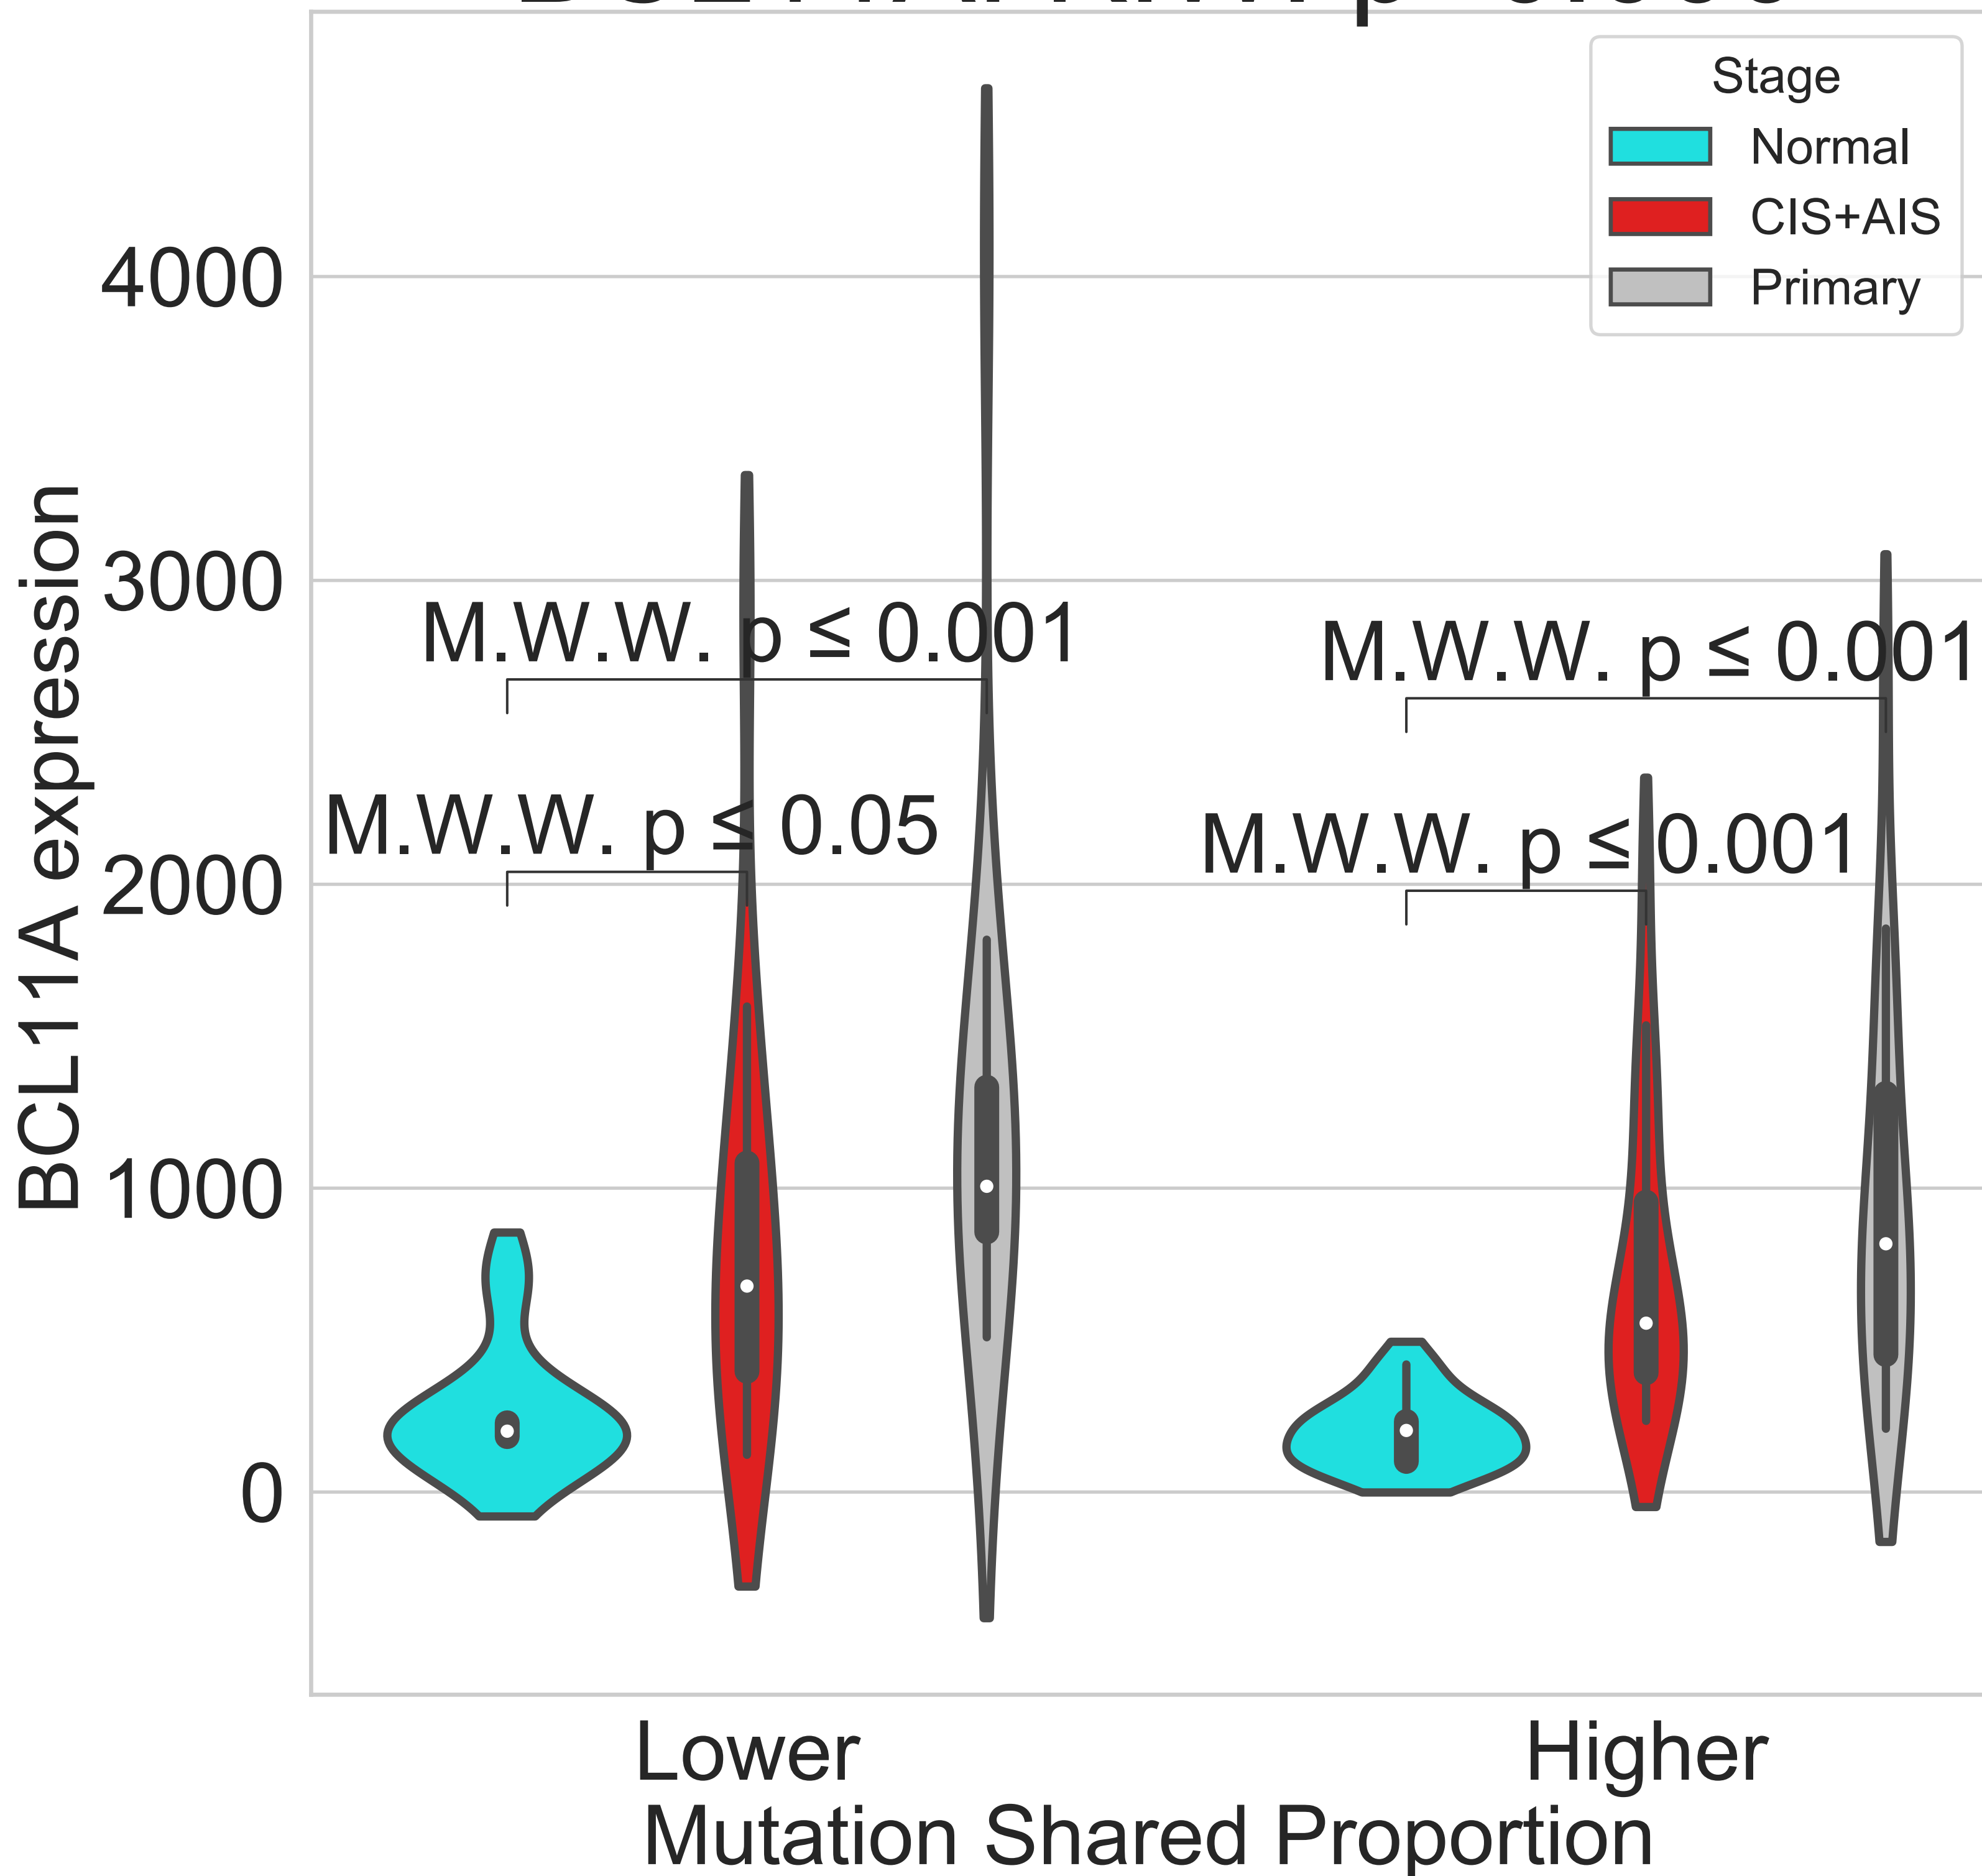 Stage
Normal
CIS+AIS
Primary
4000
3000
2000
1000
0
BCL11A expression
M.W.W. p ≤ 0.001
M.W.W. p ≤ 0.001
M.W.W. p ≤ 0.05
M.W.W. p ≤ 0.001
Lower
Higher
Mutation Shared Proportion